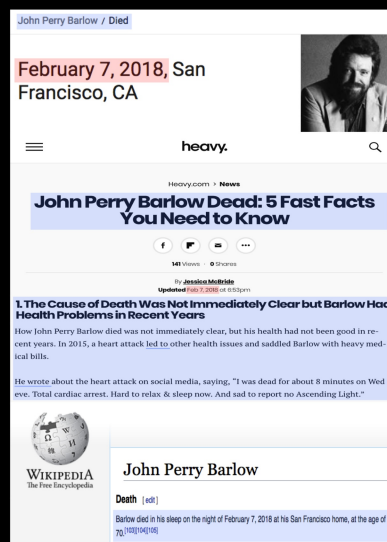 John Perry Barlow / Died
February 7, 2018, San
Francisco, CA
heavy.
Heavy.com > News
John Perry Barlow Dead: 5 Fast Facts
You Need to Know
141 Views · 0 Shares
By Jessica McBride
Updated Feb 7, 2018 at 6:53pm
1. The Cause of Death Was Not Immediately Clear but Barlow Had
Health Problems in Recent Years
How John Perry Barlow died was not immediately clear, but his health had not been good in re-
cent years. In 2015, a heart attack led to other health issues and saddled Barlow with heavy med-
ical bills.
He wrote about the heart attack on social media, saying, “I was dead for about 8 minutes on Wed
eve. Total cardiac arrest. Hard to relax & sleep now. And sad to report no Ascending Light.”
WIKIPEDIA
The Free Encyclopedia
John Perry Barlow
Death [edit]
Barlow died in his sleep on the night of February 7, 2018 at his San Francisco home, at the age of
70.[103][104][105]